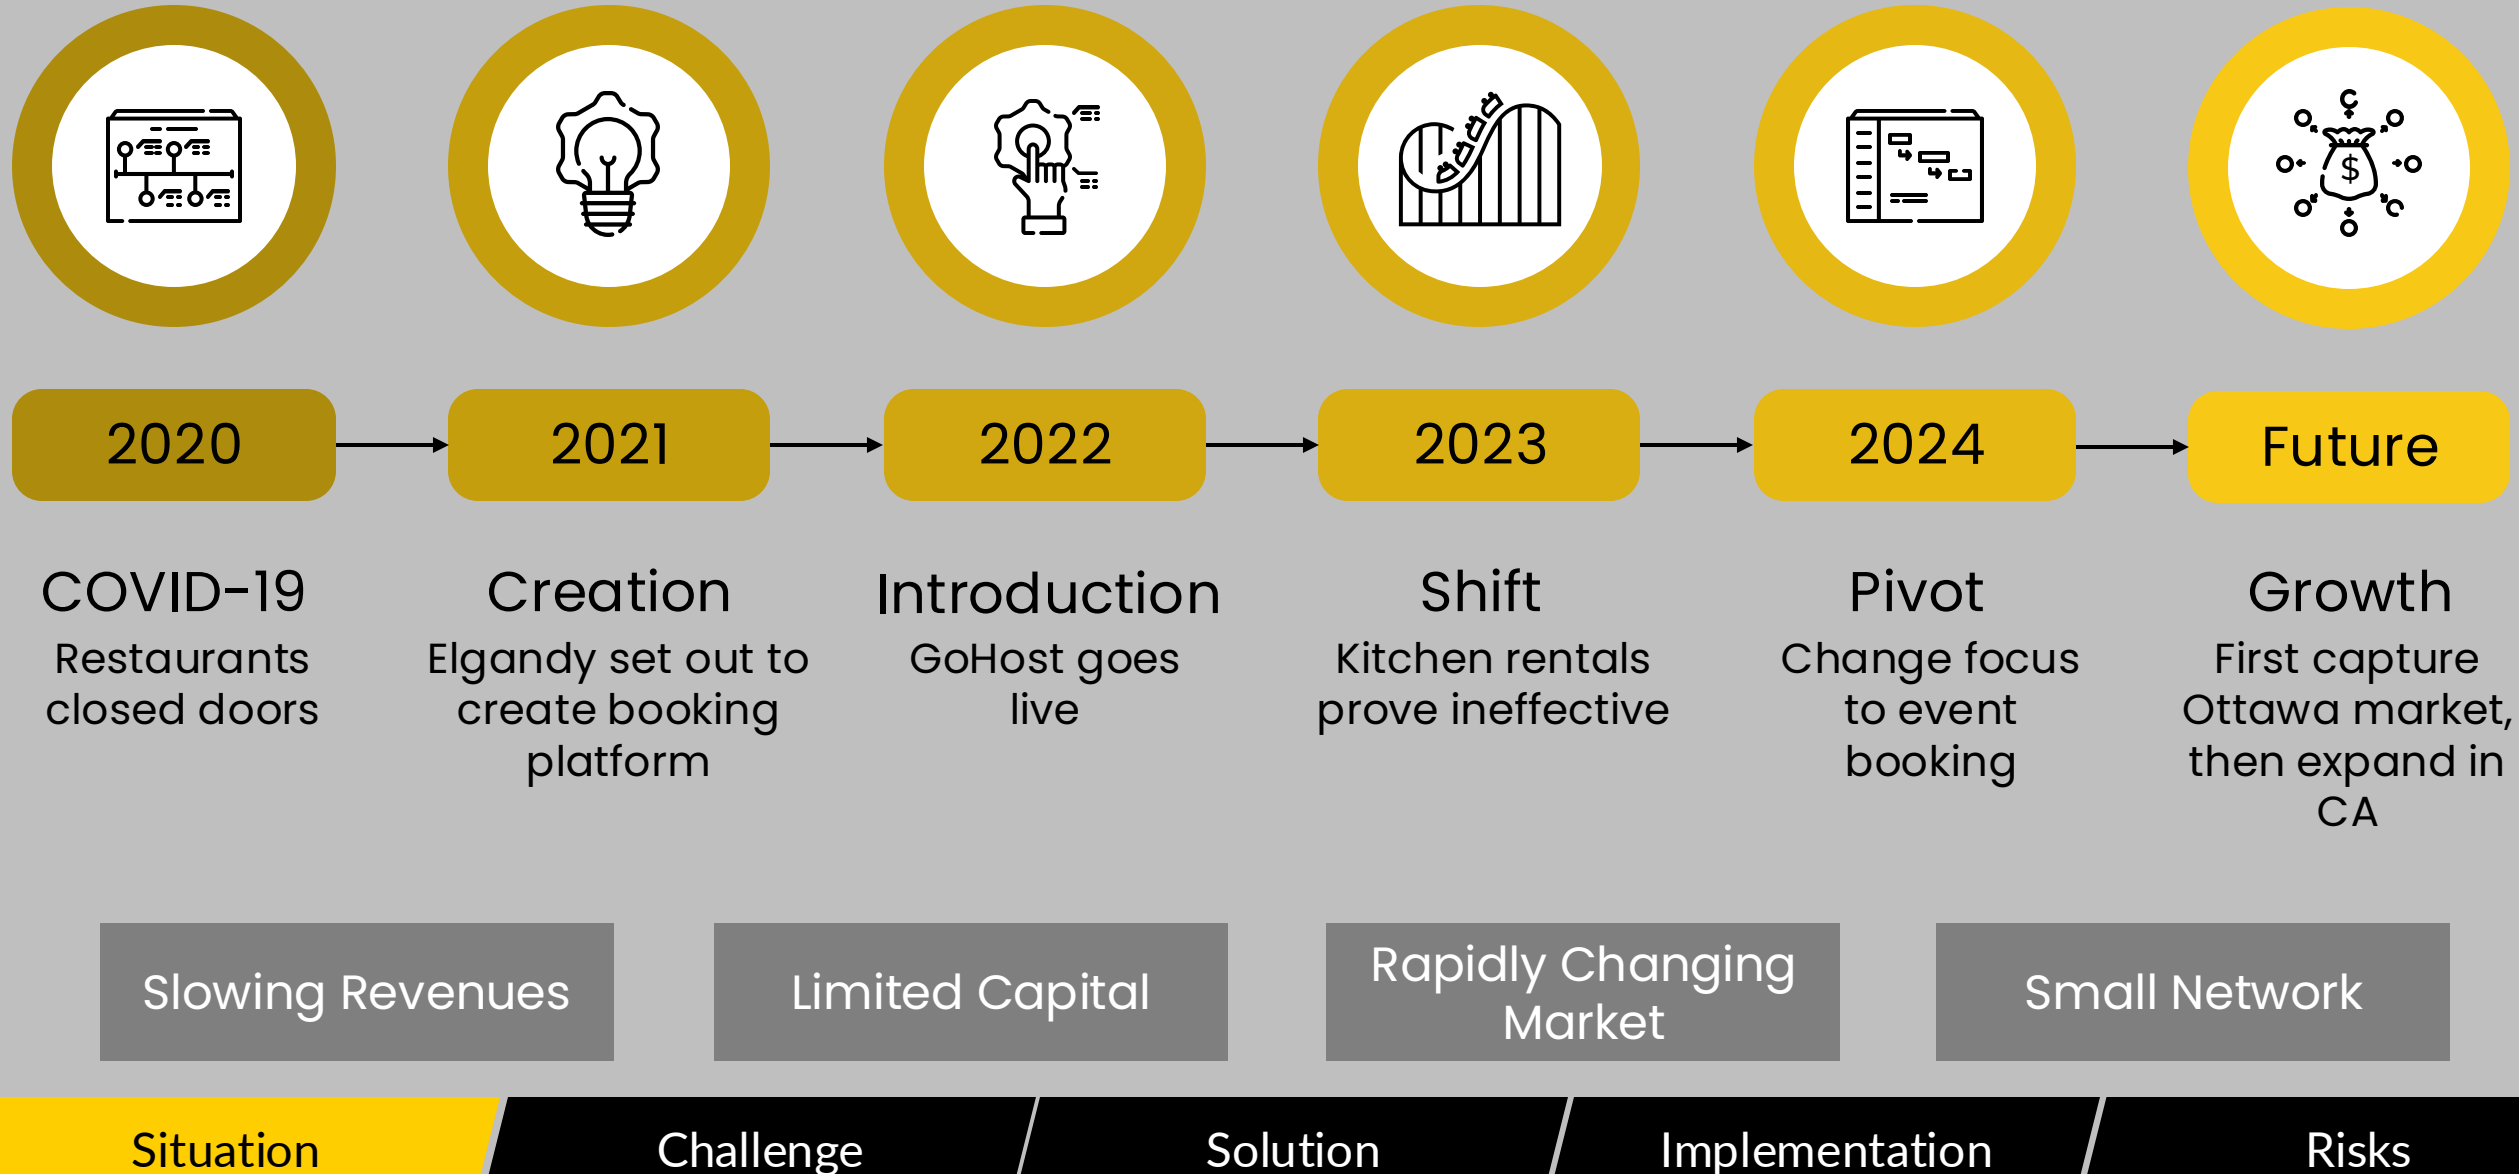 $
2020
2021
2022
2023
2024
Future
COVID-19
Restaurants
closed doors
Creation
Elgandy set out to
create booking
platform
Introduction
GoHost goes
live
Shift
Kitchen rentals
prove ineffective
Pivot
Change focus
to event
booking
Growth
First capture
Ottawa market,
then expand in
CA
Slowing Revenues
Limited Capital
Rapidly Changing
Market
Small Network
Situation
Challenge
Solution
Implementation
Risks